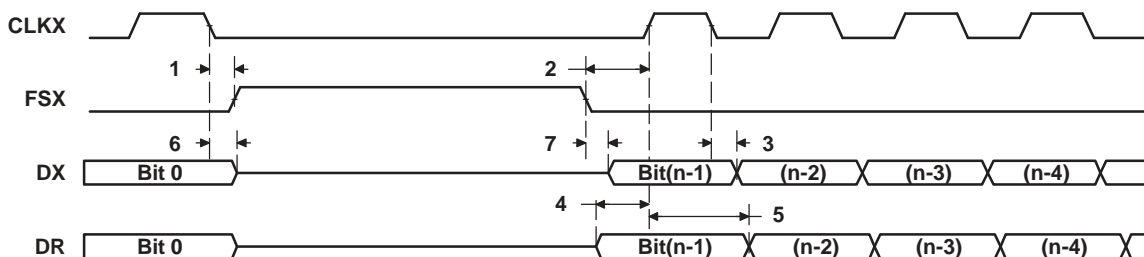 CLKX
1 2
FSX
6 7 3
DX Bit 0 Bit(n-1) (n-2) (n-3) (n-4)
4 5
DR Bit 0 Bit(n-1) (n-2) (n-3) (n-4)